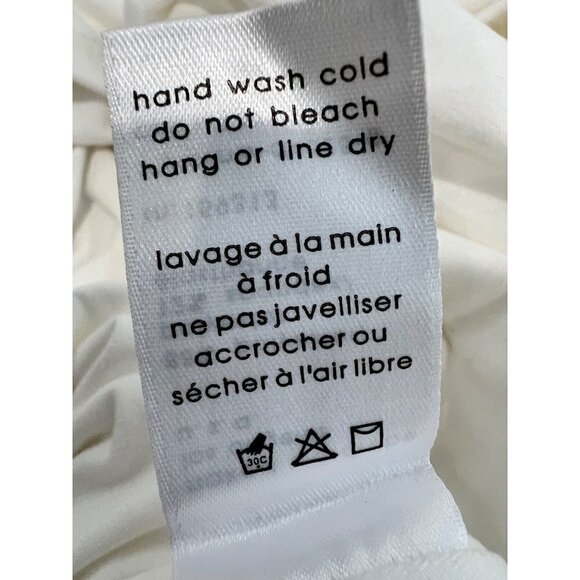 hand wash cold
do not bleach
hang or line dry
lavage à la main
à froid
ne pas javelliser
accrocher ou
sécher à l'air libre
30C